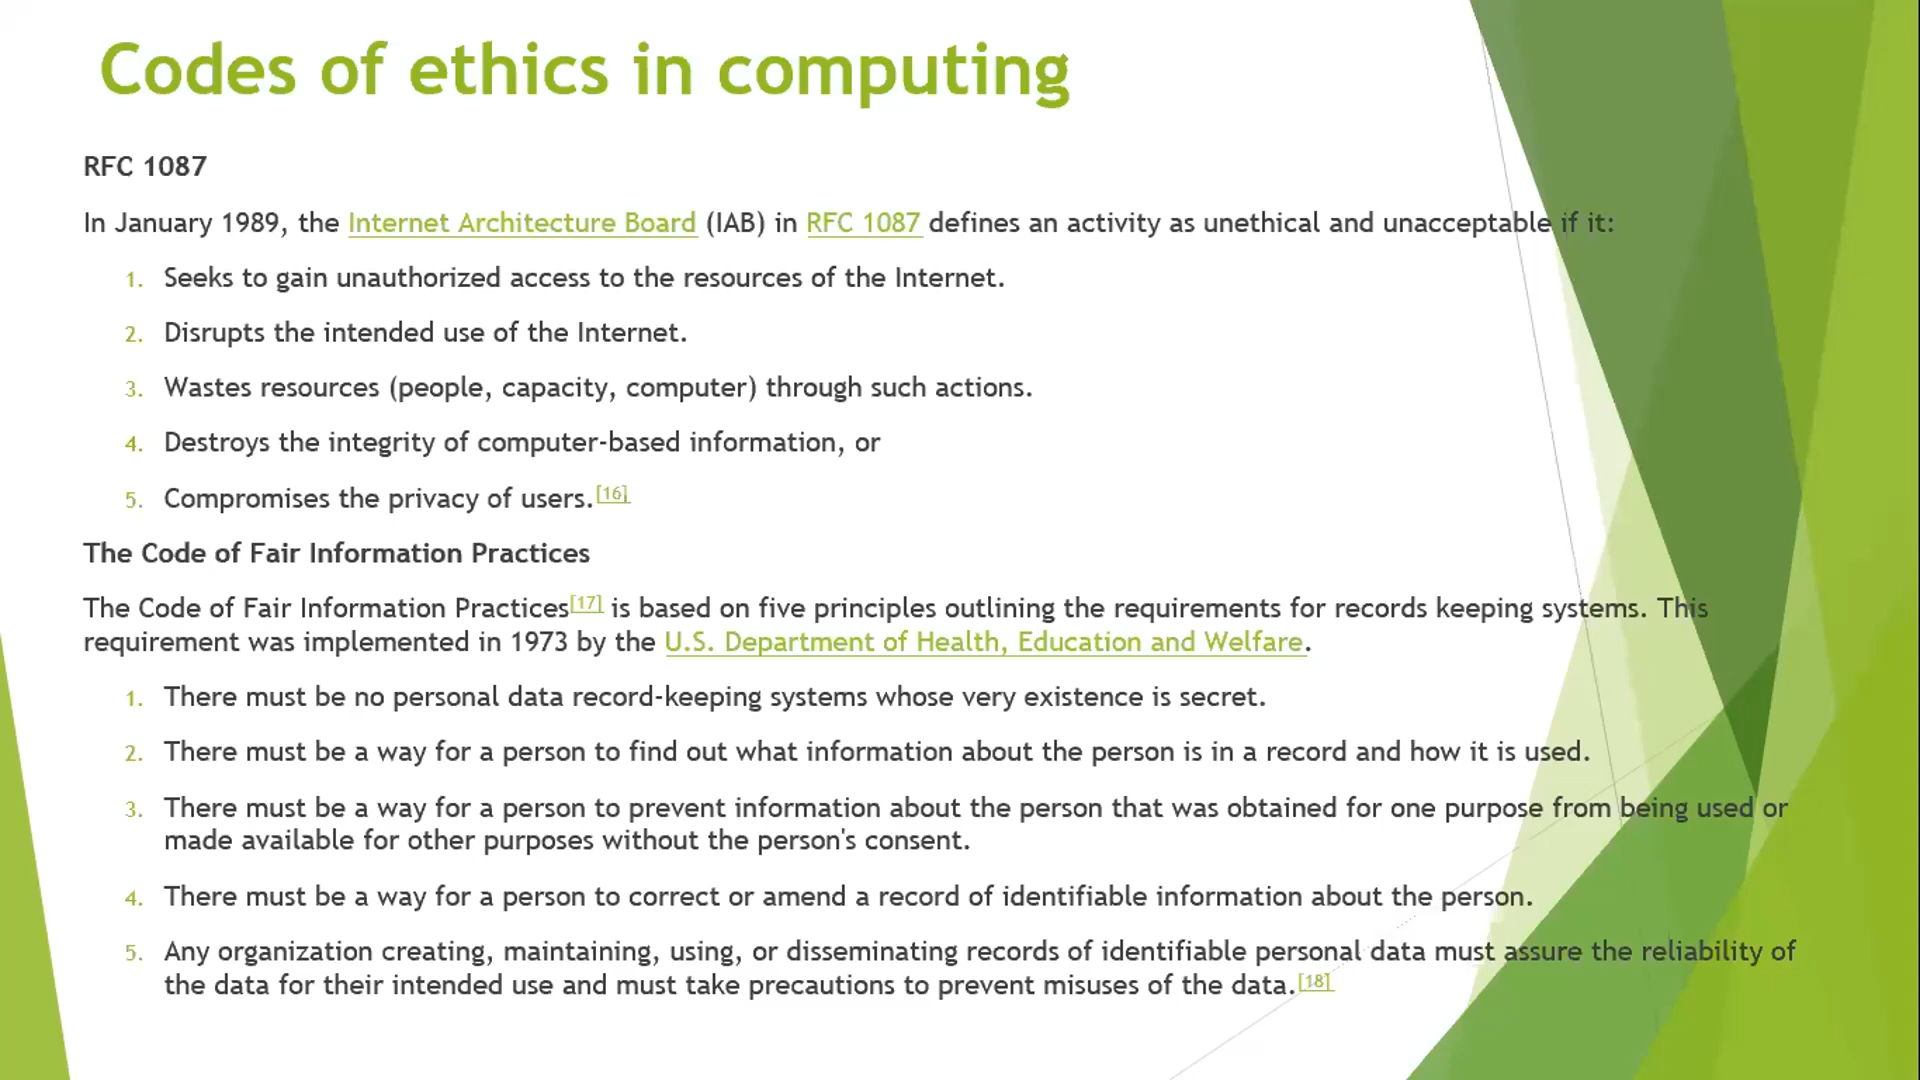 Codes of ethics in computing
RFC 1087
In January 1989, the Internet Architecture Board (IAB) in RFC 1087 defines an activity as unethical and unacceptable if it:
1. Seeks to gain unauthorized access to the resources of the Internet.
2. Disrupts the intended use of the Internet.
3. Wastes resources (people, capacity, computer) through such actions.
4. Destroys the integrity of computer-based information, or
5. Compromises the privacy of users.[16]
The Code of Fair Information Practices
The Code of Fair Information Practices[17] is based on five principles outlining the requirements for records keeping systems. This
requirement was implemented in 1973 by the U.S. Department of Health, Education and Welfare.
1. There must be no personal data record-keeping systems whose very existence is secret.
2. There must be a way for a person to find out what information about the person is in a record and how it is used.
3. There must be a way for a person to prevent information about the person that was obtained for one purpose from being used or
made available for other purposes without the person's consent.
4. There must be a way for a person to correct or amend a record of identifiable information about the person.
5. Any organization creating, maintaining, using, or disseminating records of identifiable personal data must assure the reliability of
the data for their intended use and must take precautions to prevent misuses of the data.[18]